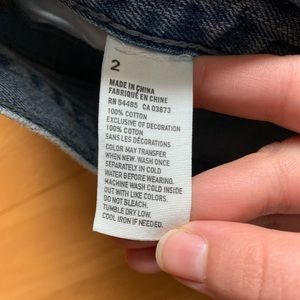 2
MADE IN CHINA
FABRIQUÉ EN CHINE
RN 54485 CA 03873
100% COTTON
EXCLUSIVE OF DECORATION
100% COTON
SANS LES DÉCORATIONS
COLOR MAY TRANSFER
WHEN NEW. WASH ONCE
SEPARATELY IN COLD
WATER BEFORE WEARING.
MACHINE WASH COLD INSIDE
OUT WITH LIKE COLORS.
DO NOT BLEACH.
TUMBLE DRY LOW.
COOL IRON IF NEEDED.